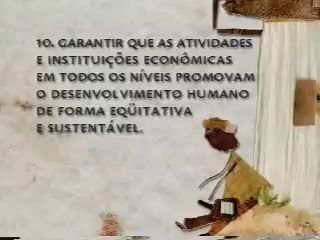 10. GARANTIR QUE AS ATIVIDADES
E INSTITUIÇÕES ECONÔMICAS
EM TODOS OS NÍVEIS PROMOVAM
O DESENVOLVIMENTO HUMANO
DE FORMA EQÜITATIVA
E SUSTENTÁVEL.